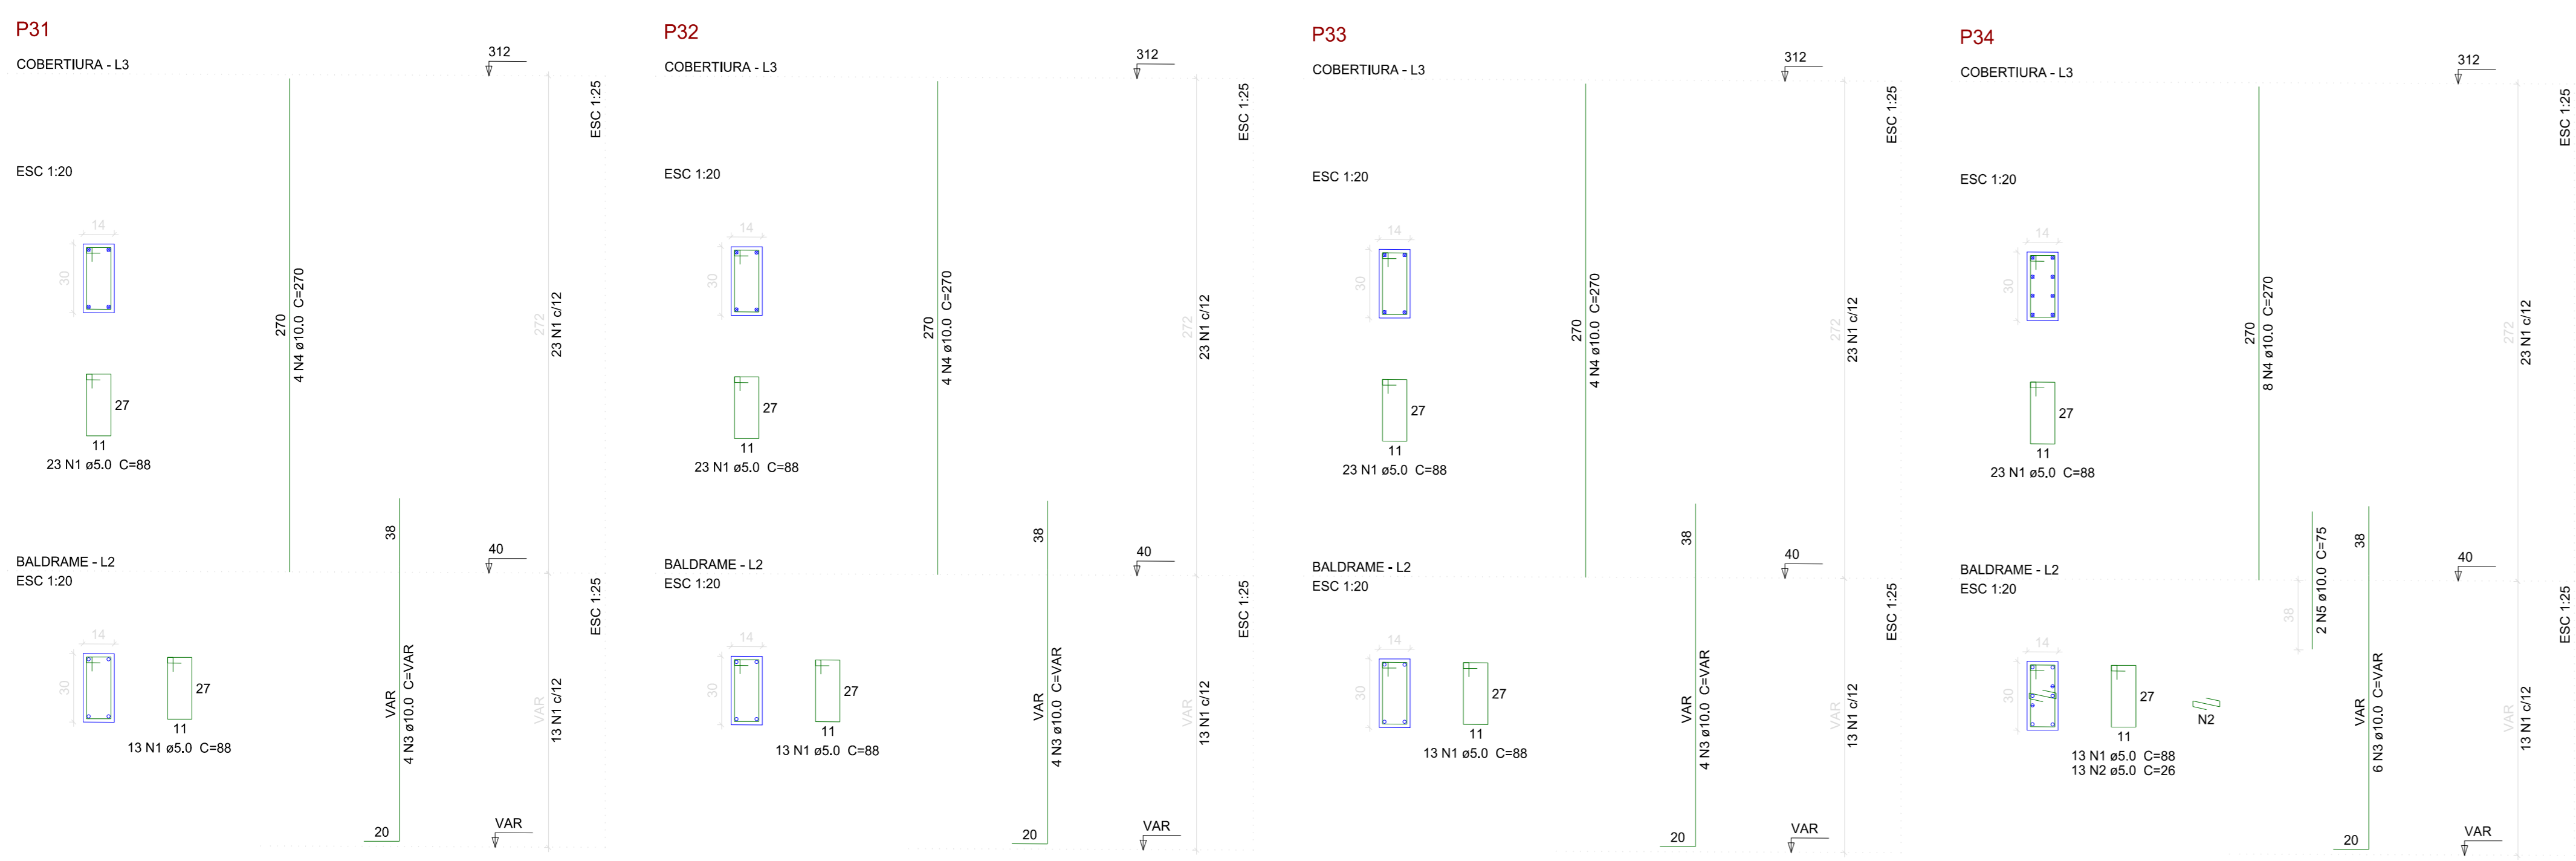 P31
COBERTIURA - L3
312
ESC 1:25
ESC 1:20
14
30
270
4 N4 ø10.0 C=270
272
23 N1 c/12
27
11
23 N1 ø5.0 C=88
38
BALDRAME - L2
40
ESC 1:20
ESC 1:25
14
30
27
11
13 N1 ø5.0 C=88
VAR
4 N3 ø10.0 C=VAR
VAR
13 N1 c/12
20
VAR
P32
COBERTIURA - L3
312
ESC 1:25
ESC 1:20
14
30
270
4 N4 ø10.0 C=270
272
23 N1 c/12
27
11
23 N1 ø5.0 C=88
38
BALDRAME - L2
40
ESC 1:20
ESC 1:25
14
30
27
11
13 N1 ø5.0 C=88
VAR
4 N3 ø10.0 C=VAR
VAR
13 N1 c/12
20
VAR
P33
COBERTIURA - L3
312
ESC 1:25
ESC 1:20
14
30
270
4 N4 ø10.0 C=270
272
23 N1 c/12
27
11
23 N1 ø5.0 C=88
38
BALDRAME - L2
40
ESC 1:20
ESC 1:25
14
30
27
11
13 N1 ø5.0 C=88
VAR
4 N3 ø10.0 C=VAR
VAR
13 N1 c/12
20
VAR
P34
COBERTIURA - L3
312
ESC 1:25
ESC 1:20
14
30
270
8 N4 ø10.0 C=270
272
23 N1 c/12
27
11
23 N1 ø5.0 C=88
2 N5 ø10.0 C=75
38
38
BALDRAME - L2
40
ESC 1:20
ESC 1:25
14
30
27
11
N2
13 N1 ø5.0 C=88
13 N2 ø5.0 C=26
VAR
6 N3 ø10.0 C=VAR
VAR
13 N1 c/12
20
VAR